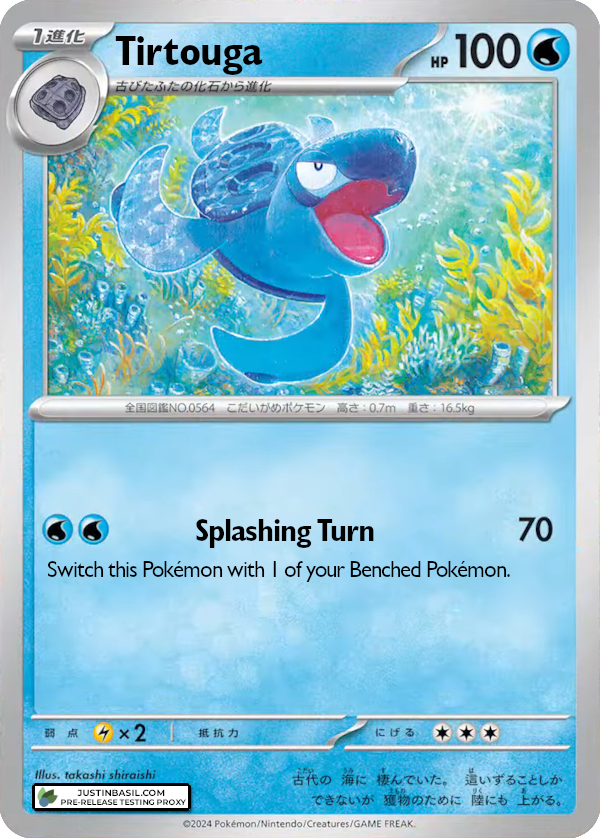 1進化
Tirtouga
HP 100
古びたふたの化石から進化
全国図鑑NO.0564 こだいがめポケモン 高さ:0.7m 重さ:16.5kg
Splashing Turn 70
Switch this Pokémon with 1 of your Benched Pokémon.
弱点 ×2 抵抗力 にげる
Illus. takashi shiraishi
JUSTINBASIL.COM
PRE-RELEASE TESTING PROXY
古代の 海に 棲んでいた。 這いずることしか
できないが 獲物のために 陸にも 上がる。
©2024 Pokémon/Nintendo/Creatures/GAME FREAK.